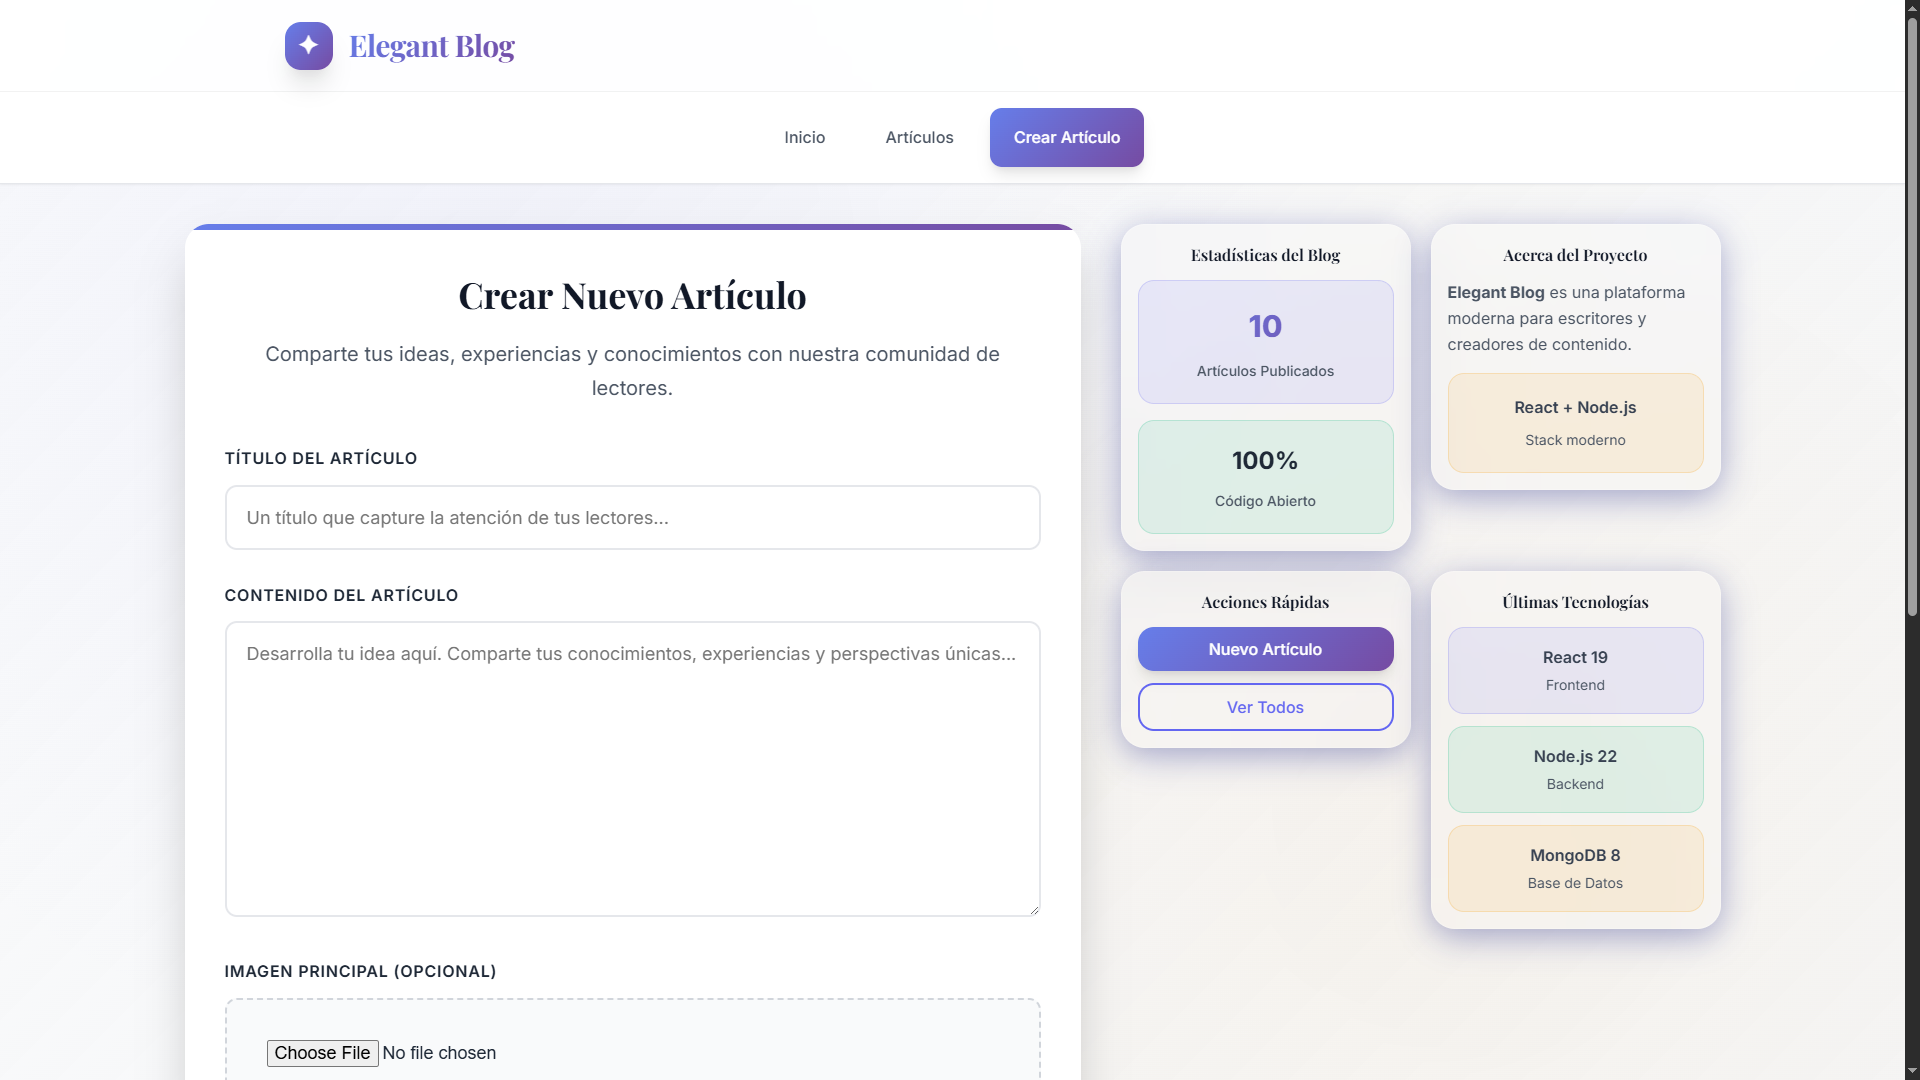 Elegant Blog
Inicio
Artículos
Crear Artículo
Crear Nuevo Artículo
Comparte tus ideas, experiencias y conocimientos con nuestra comunidad de
lectores.
TÍTULO DEL ARTÍCULO
Un título que capture la atención de tus lectores...
CONTENIDO DEL ARTÍCULO
Desarrolla tu idea aquí. Comparte tus conocimientos, experiencias y perspectivas únicas...
IMAGEN PRINCIPAL (OPCIONAL)
Choose File No file chosen
Estadísticas del Blog
10
Artículos Publicados
100%
Código Abierto
Acerca del Proyecto
Elegant Blog es una plataforma
moderna para escritores y
creadores de contenido.
React + Node.js
Stack moderno
Acciones Rápidas
Nuevo Artículo
Ver Todos
Últimas Tecnologías
React 19
Frontend
Node.js 22
Backend
MongoDB 8
Base de Datos